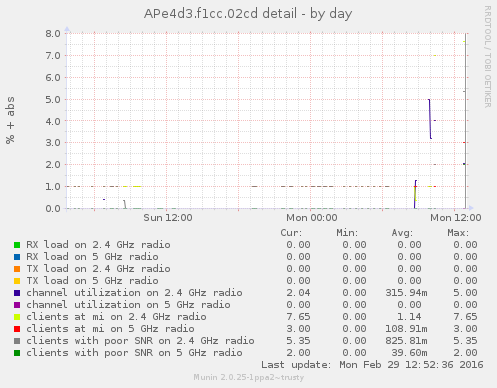 APe4d3.f1cc.02cd detail - by day
RRDTOOL / TOBI OETIKER
% + abs
8.0
7.0
6.0
5.0
4.0
3.0
2.0
1.0
0.0
Sun 12:00 Mon 00:00 Mon 12:00
Cur: Min: Avg: Max:
RX load on 2.4 GHz radio 0.00 0.00 0.00 0.00
RX load on 5 GHz radio 0.00 0.00 0.00 0.00
TX load on 2.4 GHz radio 0.00 0.00 0.00 0.00
TX load on 5 GHz radio 0.00 0.00 0.00 0.00
channel utilization on 2.4 GHz radio 2.04 0.00 315.94m 5.00
channel utilization on 5 GHz radio 0.00 0.00 0.00 0.00
clients at mi on 2.4 GHz radio 7.65 0.00 1.14 7.65
clients at mi on 5 GHz radio 3.00 0.00 108.91m 3.00
clients with poor SNR on 2.4 GHz radio 5.35 0.00 825.81m 5.35
clients with poor SNR on 5 GHz radio 2.00 0.00 39.60m 2.00
Last update: Mon Feb 29 12:52:36 2016
Munin 2.0.25-1ppa2~trusty